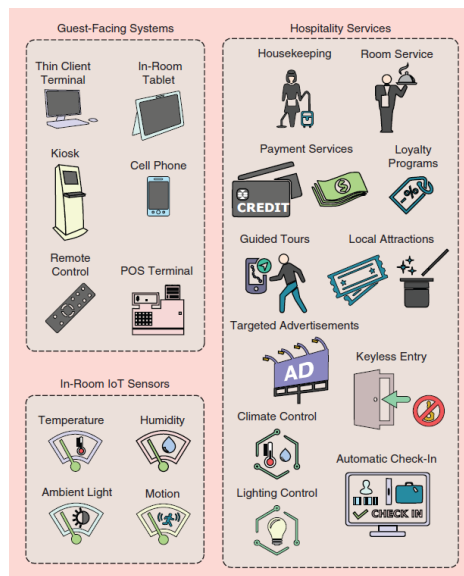 Guest-Facing Systems
Thin Client
Terminal
In-Room
Tablet
Kiosk
Cell Phone
Remote
Control
POS Terminal
In-Room IoT Sensors
Temperature
Humidity
Ambient Light
Motion
Hospitality Services
Housekeeping
Room Service
Payment Services
Loyalty
Programs
CREDIT
$
-%-
Guided Tours
Local Attractions
Targeted Advertisements
AD
Keyless Entry
Climate Control
Automatic Check-In
Lighting Control
CHECK IN